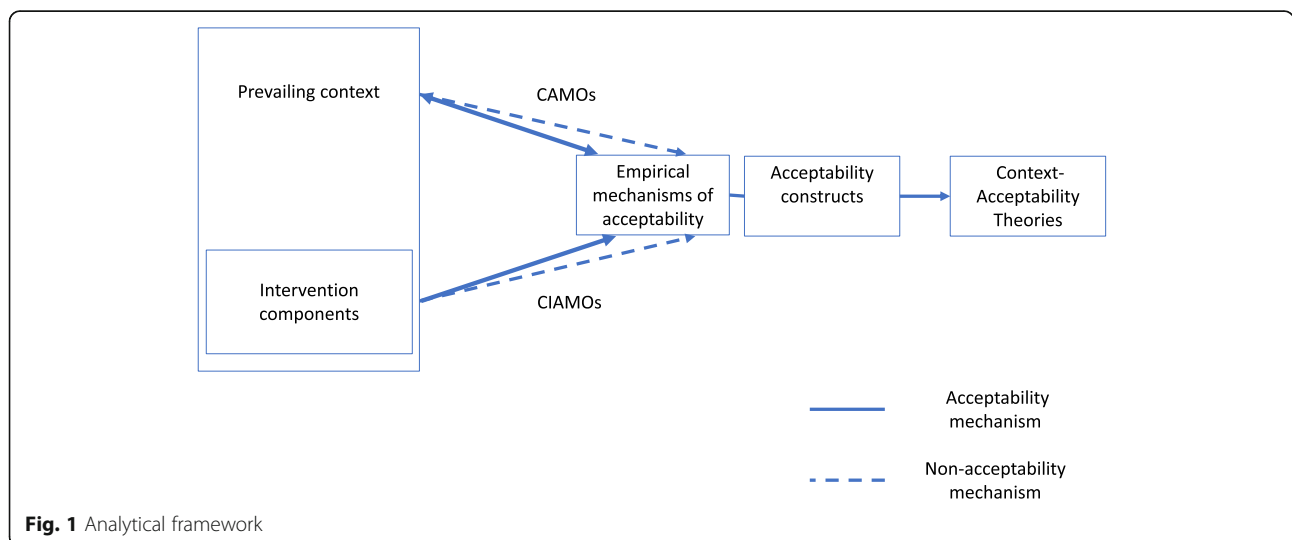 Prevailing context
CAMOs
Empirical
mechanisms of
acceptability
Acceptability
constructs
Context-
Acceptability
Theories
Intervention
components
CIAMOs
Acceptability
mechanism
Non-acceptability
mechanism
Fig. 1 Analytical framework